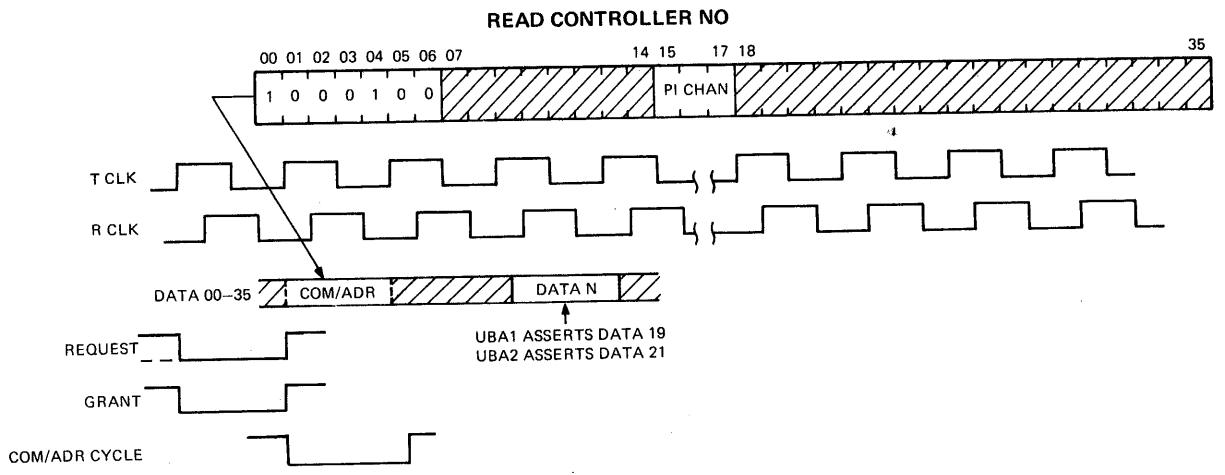 READ CONTROLLER NO
00 01 02 03 04 05 06 07 14 15 17 18 35
1 0 0 0 1 0 0 PI CHAN
T CLK
R CLK
DATA 00–35 COM/ADR DATA N
UBA1 ASSERTS DATA 19
UBA2 ASSERTS DATA 21
REQUEST
GRANT
COM/ADR CYCLE